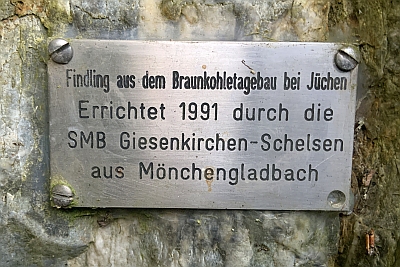 Findling aus dem Braunkohletagebau bei Jüchen
Errichtet 1991 durch die
SMB Giesenkirchen-Schelsen
aus Mönchengladbach